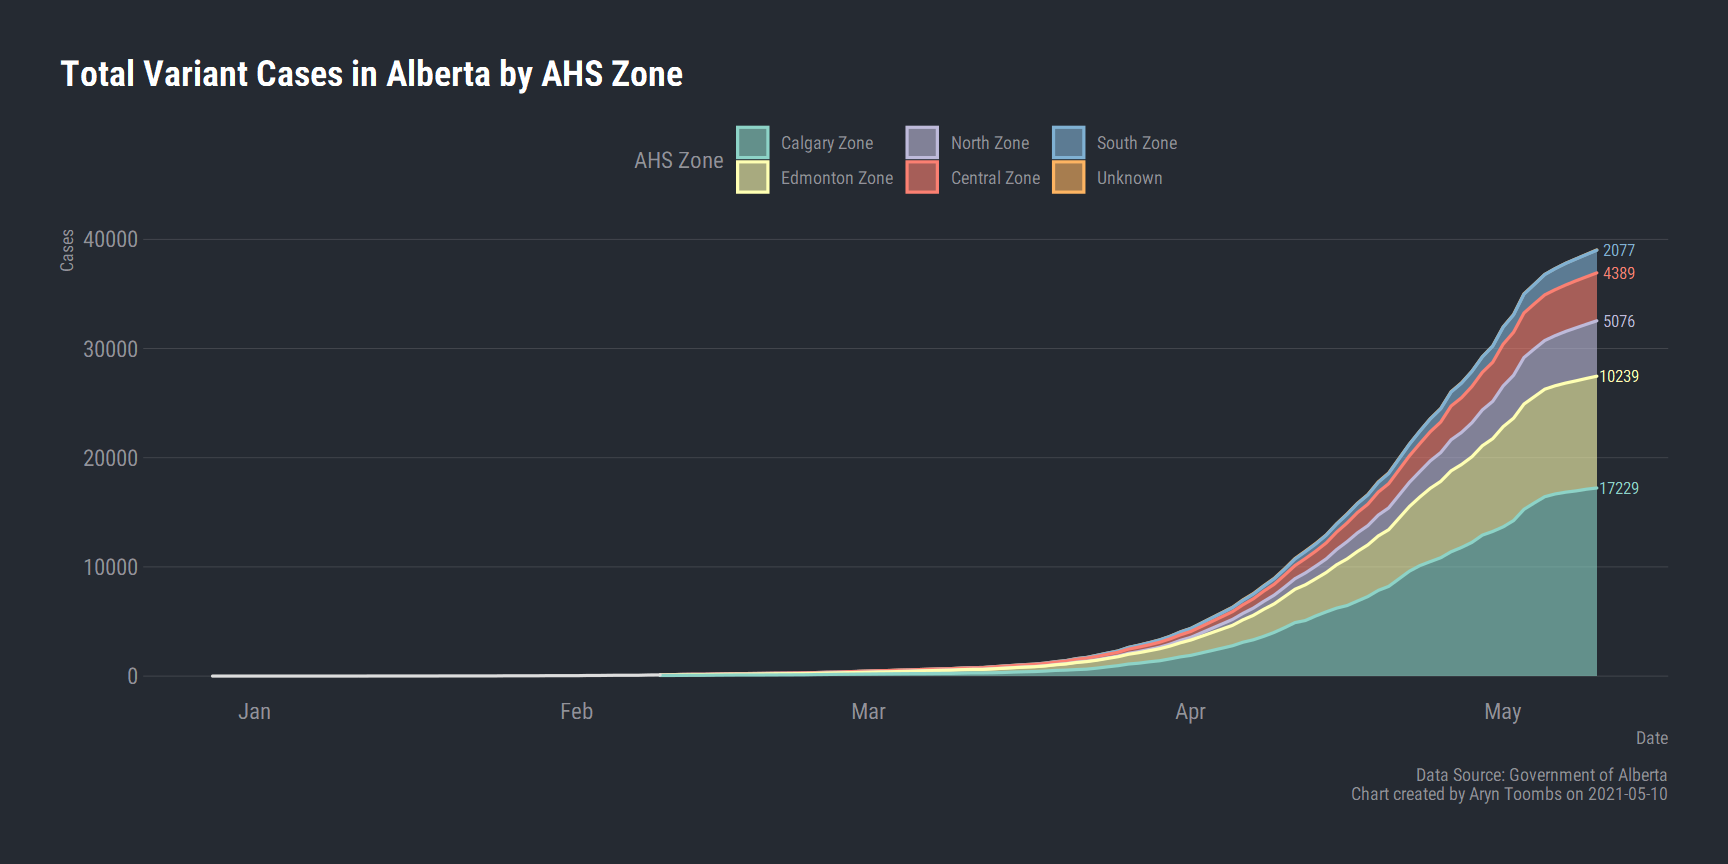 Total Variant Cases in Alberta by AHS Zone
AHS Zone
Calgary Zone
North Zone
South Zone
Edmonton Zone
Central Zone
Unknown
Cases
40000
30000
20000
10000
0
2077
4389
5076
10239
17229
Jan
Feb
Mar
Apr
May
Date
Data Source: Government of Alberta
Chart created by Aryn Toombs on 2021-05-10